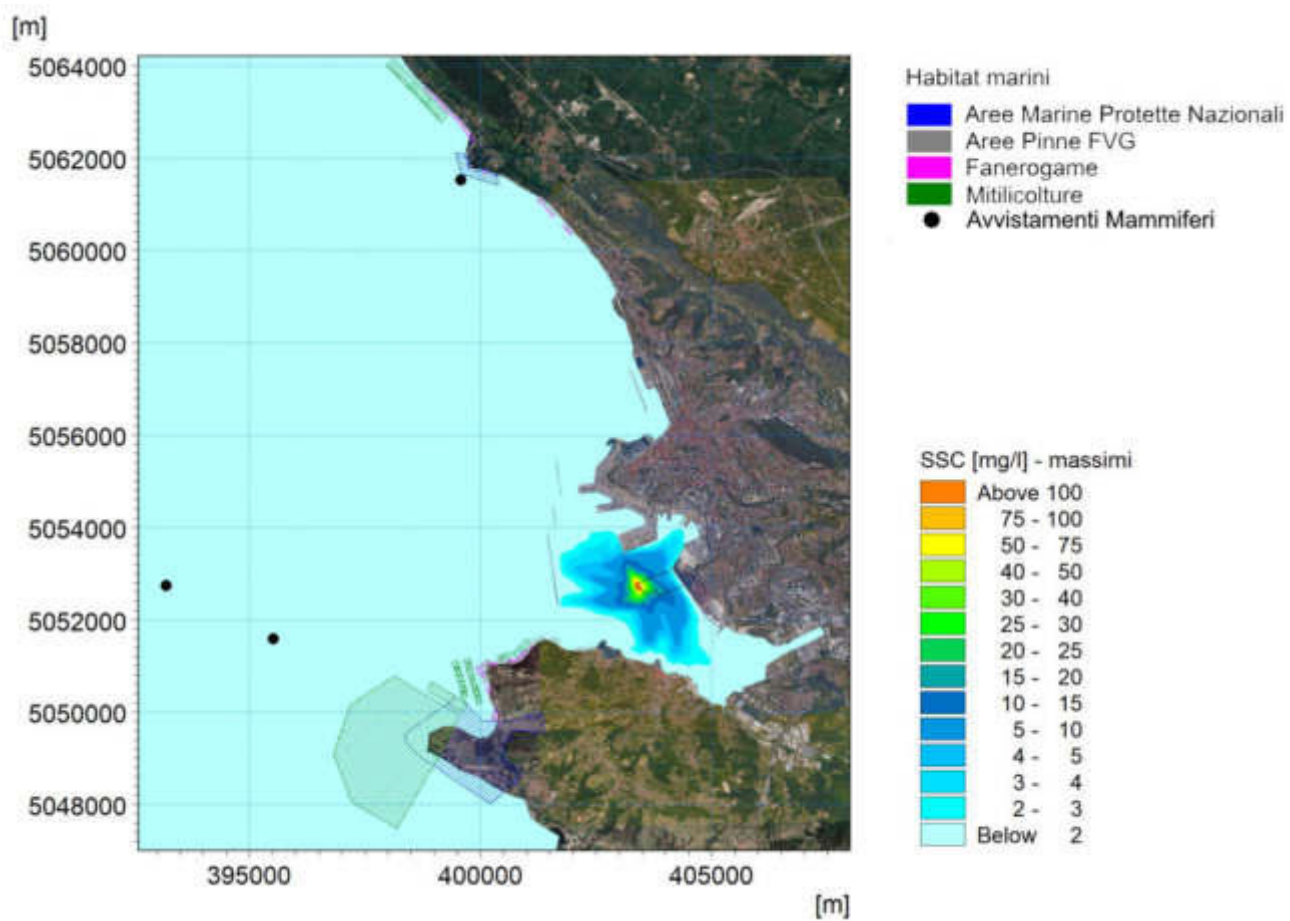 [m]
5064000
5062000
5060000
5058000
5056000
5054000
5052000
5050000
5048000
395000
400000
405000
[m]
Habitat marini
Aree Marine Protette Nazionali
Aree Pinne FVG
Fanerogame
Mitilicolture
Avvistamenti Mammiferi
SSC [mg/l] - massimi
Above 100
75 - 100
50 - 75
40 - 50
30 - 40
25 - 30
20 - 25
15 - 20
10 - 15
5 - 10
4 - 5
3 - 4
2 - 3
Below 2